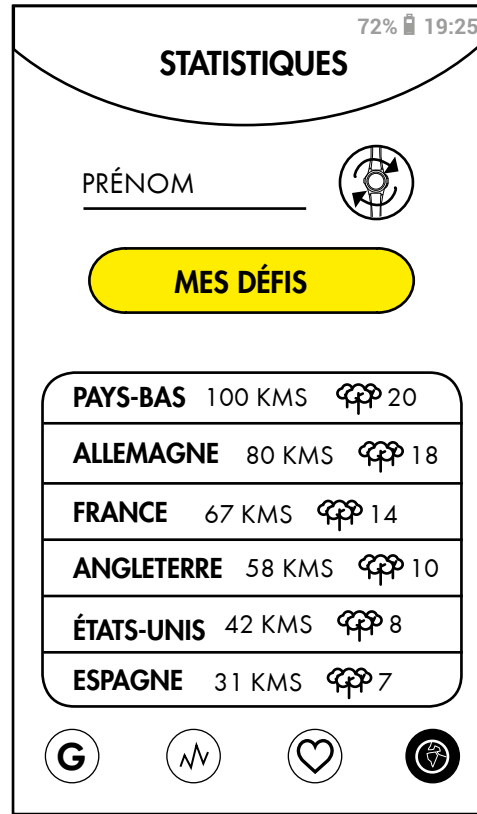 72% 19:25
STATISTIQUES
PRÉNOM
MES DÉFIS
PAYS-BAS 100 KMS 20
ALLEMAGNE 80 KMS 18
FRANCE 67 KMS 14
ANGLETERRE 58 KMS 10
ÉTATS-UNIS 42 KMS 8
ESPAGNE 31 KMS 7
G